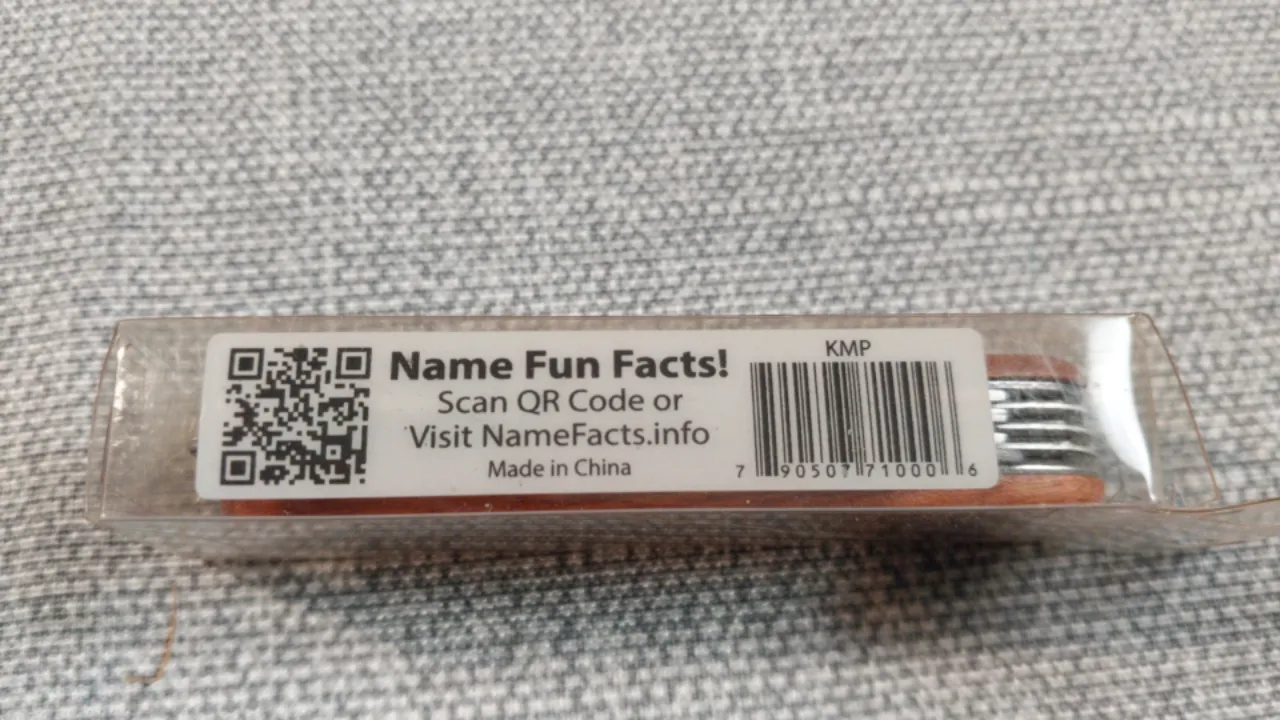 Name Fun Facts!
Scan QR Code or
Visit NameFacts.info
Made in China
KMP
7 90507 71000 6